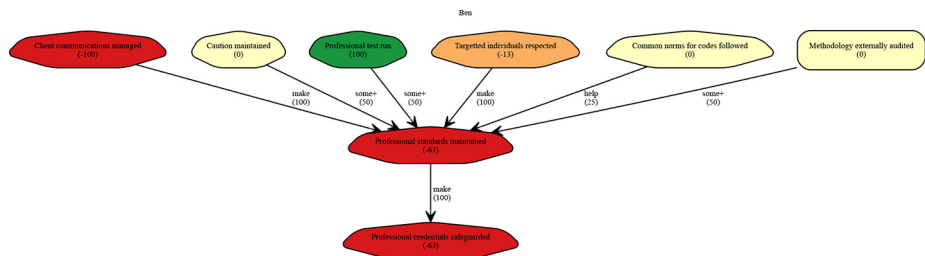 Ben
Client communications managed
(-100)
Caution maintained
(0)
Professional test run
(100)
Targetted individuals respected
(-13)
Common norms for codes followed
(0)
Methodology externally audited
(0)
make
(100)
some+
(50)
some+
(50)
make
(100)
help
(25)
some+
(50)
Professional standards maintained
(-63)
make
(100)
Professional credentials safeguarded
(-63)